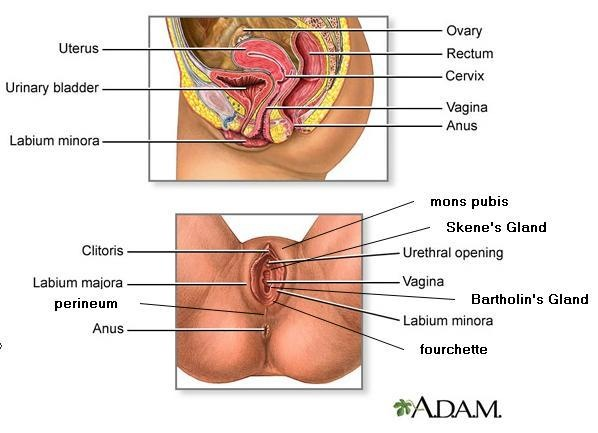 Ovary
Uterus
Rectum
Cervix
Urinary bladder
Vagina
Anus
Labium minora
mons pubis
Skene's Gland
Clitoris
Urethral opening
Labium majora
Vagina
Bartholin's Gland
perineum
Labium minora
Anus
fourchette
A.D.A.M.